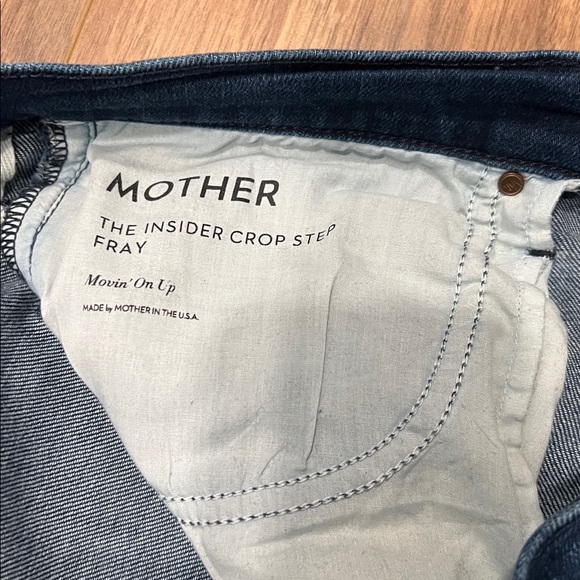 MOTHER
THE INSIDER CROP STEP
FRAY
Movin' On Up
MADE by MOTHER IN THE U.S.A.